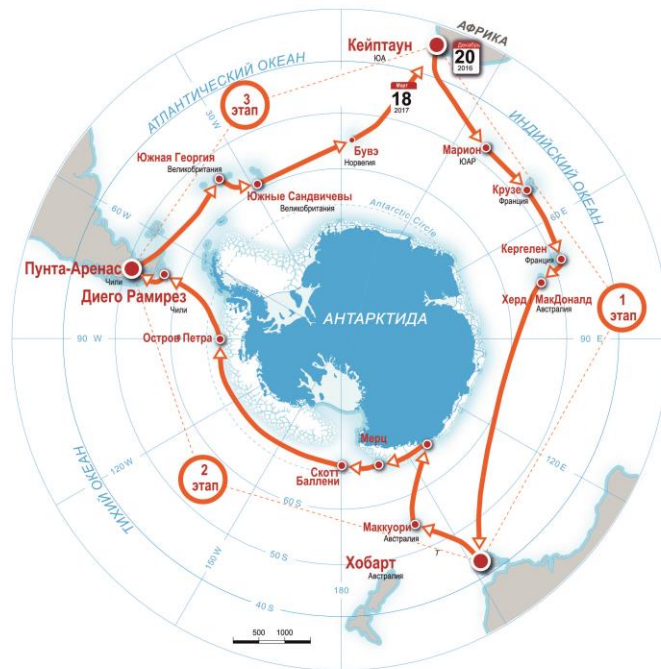 АФРИКА
Кейптаун
ЮА
Декабрь
20
2016
АТЛАНТИЧЕСКИЙ ОКЕАН
3
этап
Март
18
2017
ИНДИЙСКИЙ ОКЕАН
30 W
Бувэ
Норвегия
Марион
ЮАР
Южная Георгия
Великобритания
Южные Сандвичевы
Великобритания
Крузе
Франция
60 E
60 W
Antarctic Circle
Кергелен
Франция
Пунта-Аренас
Чили
Диего Рамирез
Чили
Херд МакДоналд
Австралия
1
этап
АНТАРКТИДА
90 W
Остров Петра
90 E
Мерц
2
этап
Скотт
Баллени
120 W
120 E
ТИХИЙ ОКЕАН
60 S
Маккуори
Австралия
150 W
50 S
Т
Хобарт
Австралия
180
40 S
500
1000